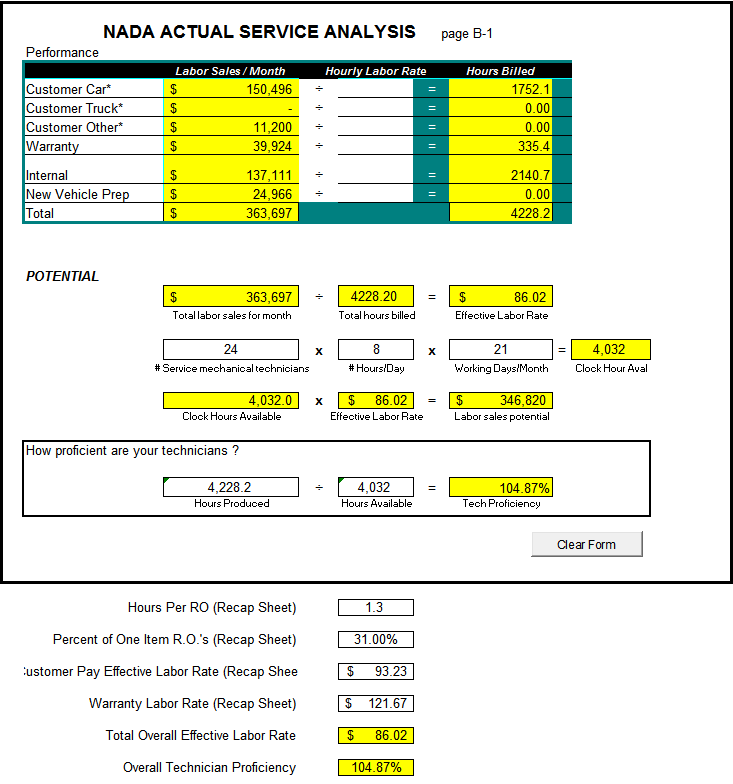 NADA ACTUAL SERVICE ANALYSIS page B-1
Performance
Labor Sales / Month Hourly Labor Rate Hours Billed
Customer Car* $ 150,496 ÷ = 1752.1
Customer Truck* $ - ÷ = 0.00
Customer Other* $ 11,200 ÷ = 0.00
Warranty $ 39,924 ÷ = 335.4
Internal $ 137,111 ÷ = 2140.7
New Vehicle Prep $ 24,966 ÷ = 0.00
Total $ 363,697 4228.2
POTENTIAL
$ 363,697 ÷ 4228.20 = $ 86.02
Total labor sales for month Total hours billed Effective Labor Rate
24 x 8 x 21 = 4,032
# Service mechanical technicians # Hours/Day Working Days/Month Clock Hour Aval
4,032.0 x $ 86.02 = $ 346,820
Clock Hours Available Effective Labor Rate Labor sales potential
How proficient are your technicians ?
4,228.2 ÷ 4,032 = 104.87%
Hours Produced Hours Available Tech Proficiency
Clear Form
Hours Per RO (Recap Sheet) 1.3
Percent of One Item R.O.'s (Recap Sheet) 31.00%
ustomer Pay Effective Labor Rate (Recap Shee $ 93.23
Warranty Labor Rate (Recap Sheet) $ 121.67
Total Overall Effective Labor Rate $ 86.02
Overall Technician Proficiency 104.87%